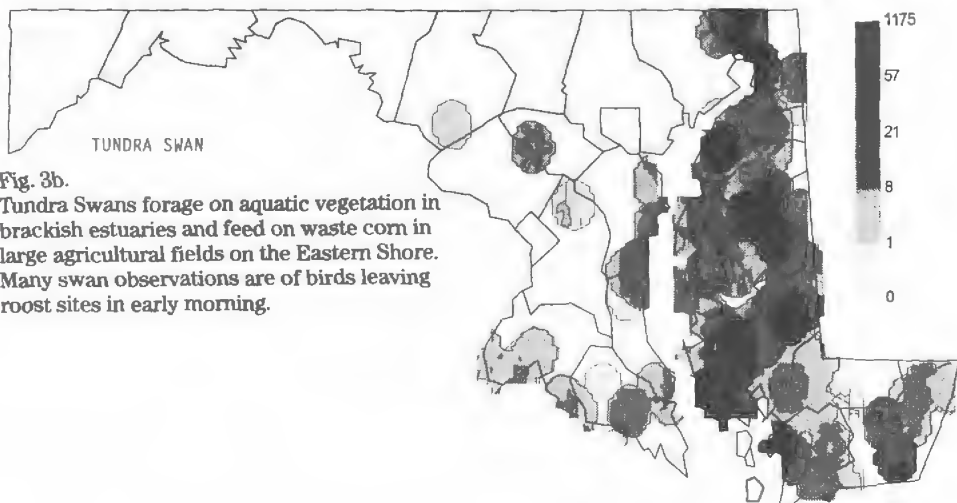 TUNDRA SWAN
Fig. 3b.
Tundra Swans forage on aquatic vegetation in
brackish estuaries and feed on waste corn in
large agricultural fields on the Eastern Shore.
Many swan observations are of birds leaving
roost sites in early morning.
1175
57
21
8
1
0